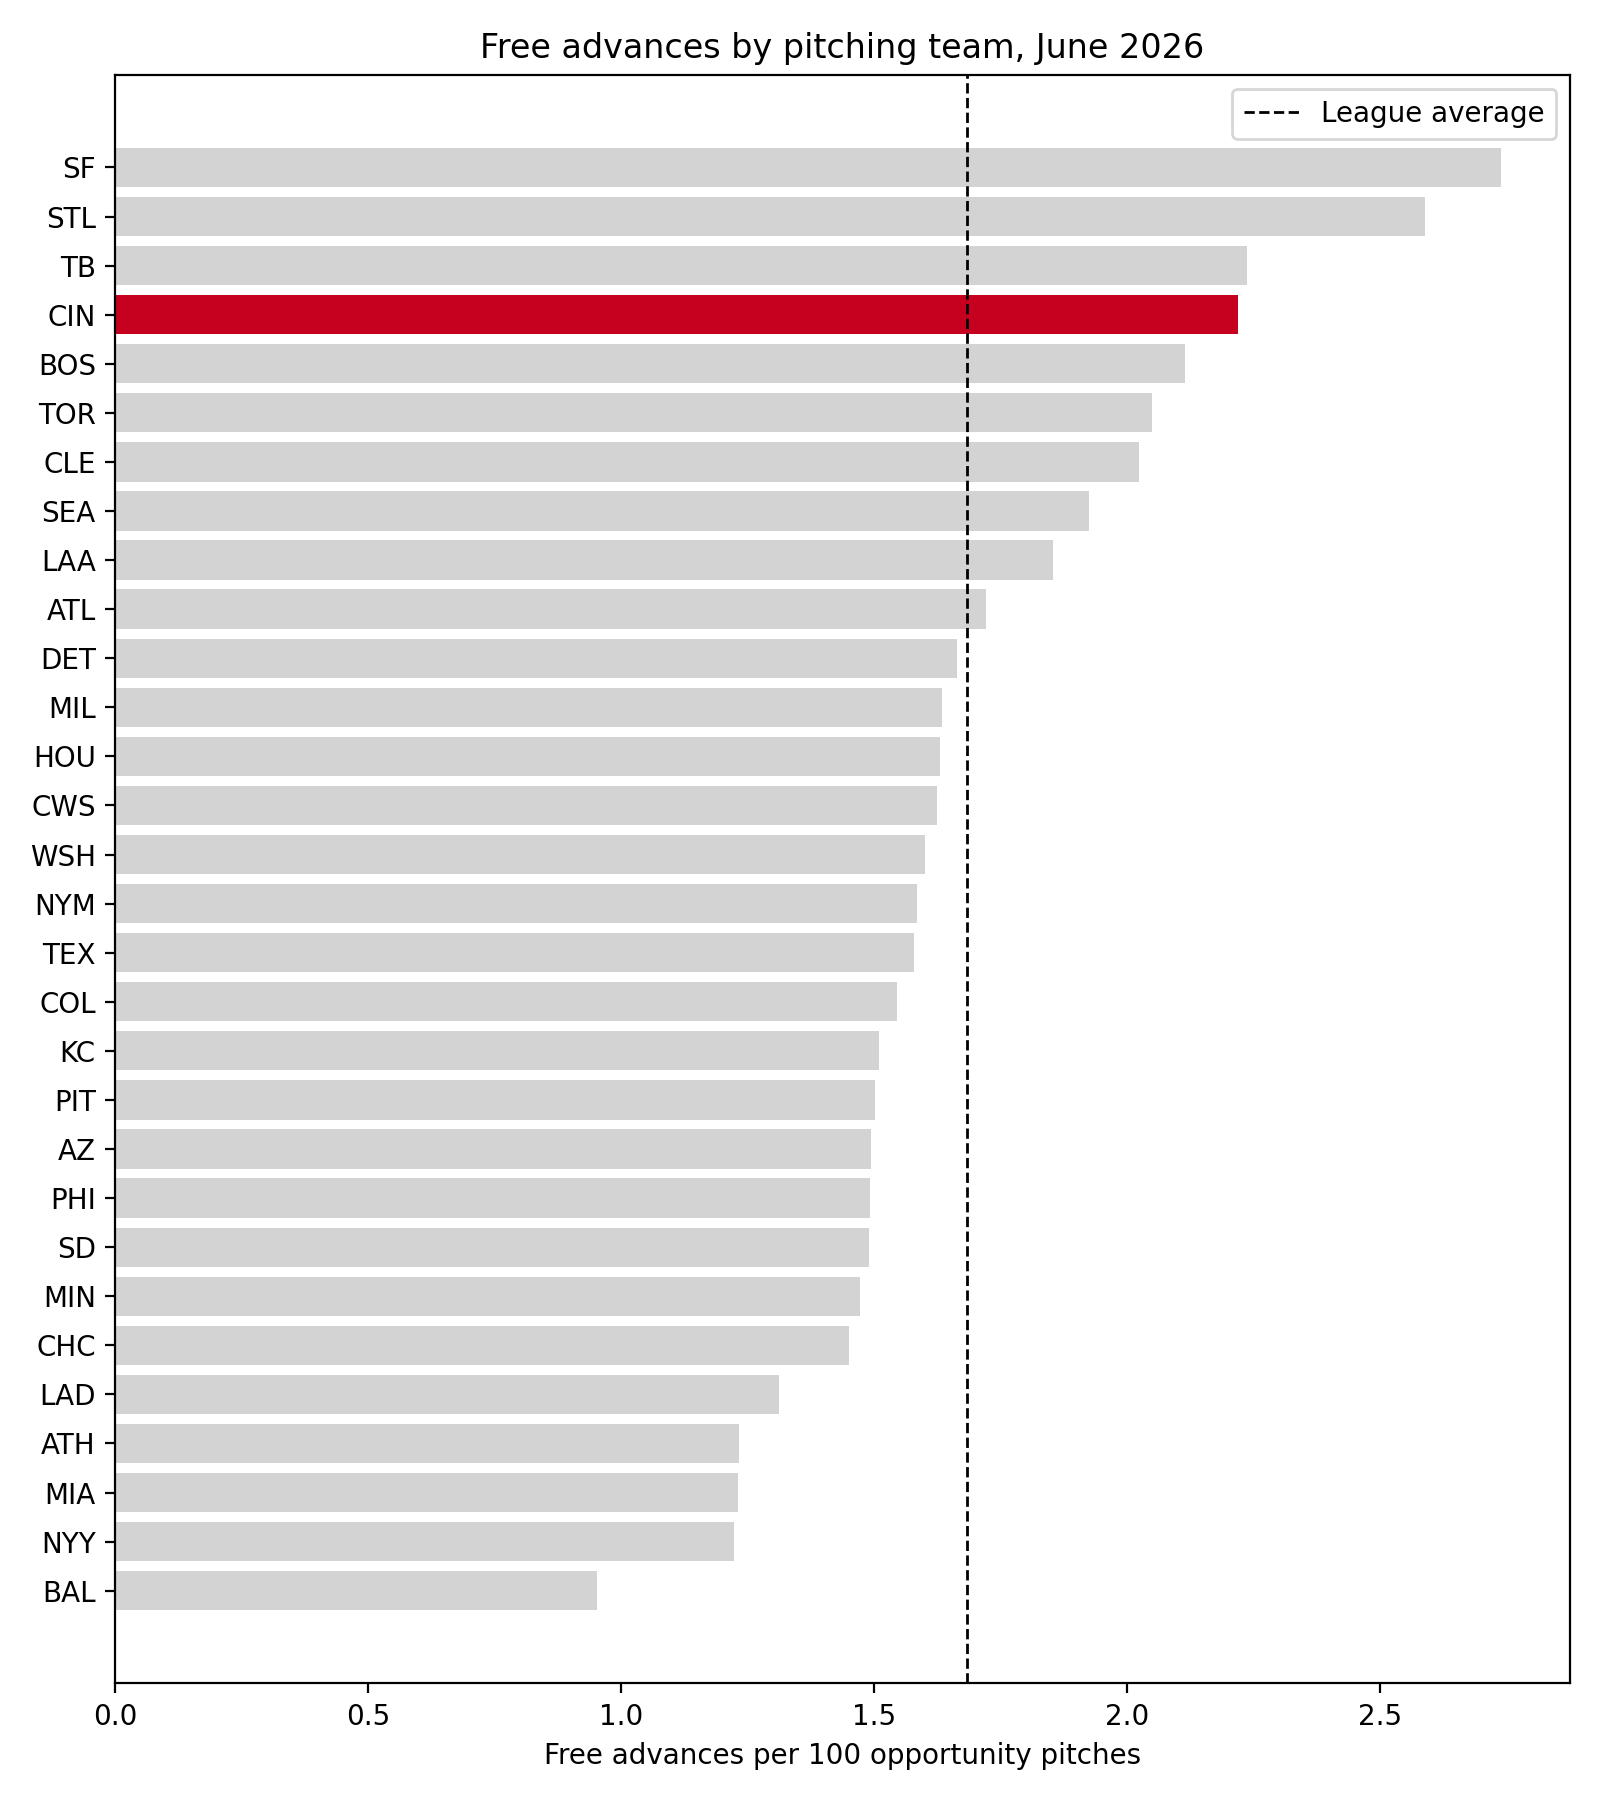 Free advances by pitching team, June 2026
League average
SF
STL
TB
CIN
BOS
TOR
CLE
SEA
LAA
ATL
DET
MIL
HOU
CWS
WSH
NYM
TEX
COL
KC
PIT
AZ
PHI
SD
MIN
CHC
LAD
ATH
MIA
NYY
BAL
0.0 0.5 1.0 1.5 2.0 2.5
Free advances per 100 opportunity pitches